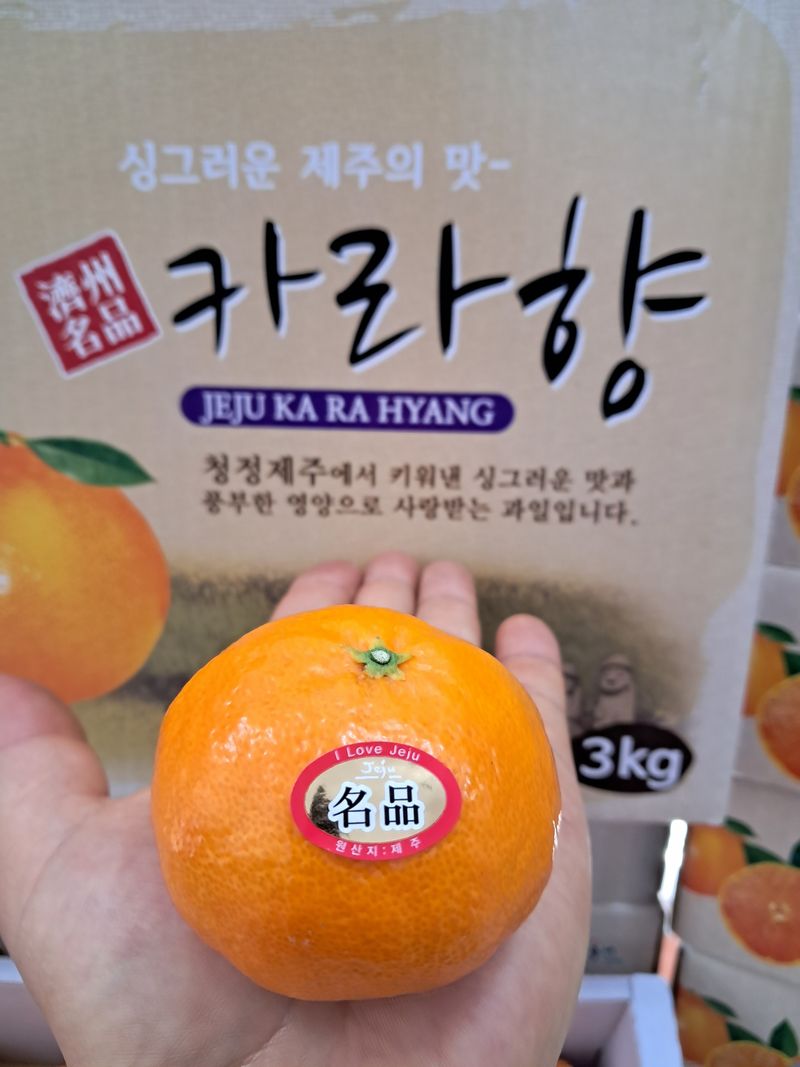 싱그러운 제주의 맛-
濟州
名品
카라향
JEJU KA RA HYANG
청정제주에서 키워낸 싱그러운 맛과
풍부한 영양으로 사랑받는 과일입니다.
3kg
I Love Jeju
Jeju
名品
원산지:제주